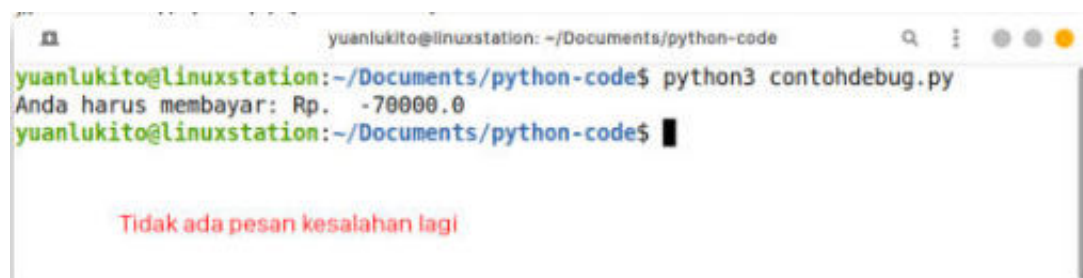 yuanlukito@linuxstation: ~/Documents/python-code
yuanlukito@linuxstation:~/Documents/python-code$ python3 contohdebug.py
Anda harus membayar: Rp.  -70000.0
yuanlukito@linuxstation:~/Documents/python-code$
Tidak ada pesan kesalahan lagi